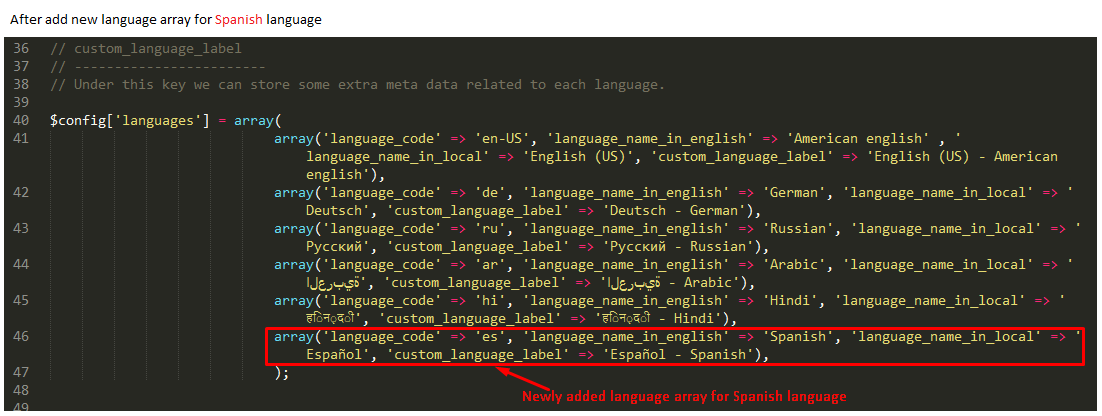 After add new language array for Spanish language
36 // custom_language_label
37 // ------------------------
38 // Under this key we can store some extra meta data related to each language.
39
40 $config['languages'] = array(
41 array('language_code' => 'en-US', 'language_name_in_english' => 'American english' , '
language_name_in_local' => 'English (US)', 'custom_language_label' => 'English (US) - American
english'),
42 array('language_code' => 'de', 'language_name_in_english' => 'German', 'language_name_in_local' => '
Deutsch', 'custom_language_label' => 'Deutsch - German'),
43 array('language_code' => 'ru', 'language_name_in_english' => 'Russian', 'language_name_in_local' => '
Русский', 'custom_language_label' => 'Русский - Russian'),
44 array('language_code' => 'ar', 'language_name_in_english' => 'Arabic', 'language_name_in_local' => '
العربية', 'custom_language_label' => 'العربية - Arabic'),
45 array('language_code' => 'hi', 'language_name_in_english' => 'Hindi', 'language_name_in_local' => '
हिन्दी', 'custom_language_label' => 'हिन्दी - Hindi'),
46 array('language_code' => 'es', 'language_name_in_english' => 'Spanish', 'language_name_in_local' => '
Español', 'custom_language_label' => 'Español - Spanish'),
47 );
48
Newly added language array for Spanish language
49